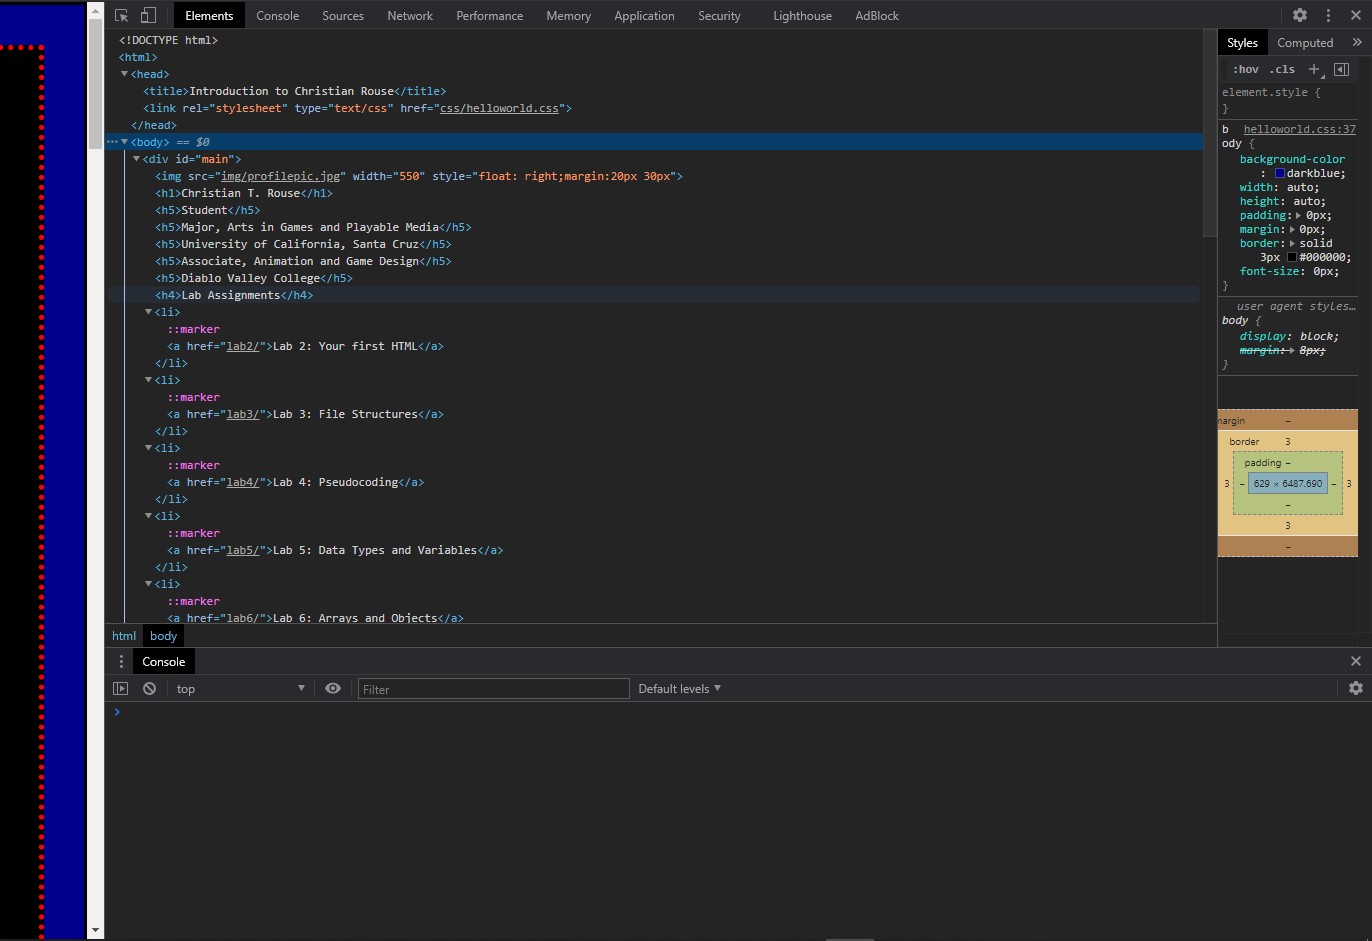 Elements Console Sources Network Performance Memory Application Security Lighthouse AdBlock
<!DOCTYPE html>
<html>
<head>
<title>Introduction to Christian Rouse</title>
<link rel="stylesheet" type="text/css" href="css/helloworld.css">
</head>
<body> == $0
<div id="main">
<img src="img/profilepic.jpg" width="550" style="float: right;margin:20px 30px">
<h1>Christian T. Rouse</h1>
<h5>Student</h5>
<h5>Major, Arts in Games and Playable Media</h5>
<h5>University of California, Santa Cruz</h5>
<h5>Associate, Animation and Game Design</h5>
<h5>Diablo Valley College</h5>
<h4>Lab Assignments</h4>
<li>
::marker
<a href="lab2/">Lab 2: Your first HTML</a>
</li>
<li>
::marker
<a href="lab3/">Lab 3: File Structures</a>
</li>
<li>
::marker
<a href="lab4/">Lab 4: Pseudocoding</a>
</li>
<li>
::marker
<a href="lab5/">Lab 5: Data Types and Variables</a>
</li>
<li>
::marker
<a href="lab6/">Lab 6: Arrays and Objects</a>
html body
Styles Computed »
:hov .cls +
element.style {
}
b helloworld.css:37
ody {
background-color
: darkblue;
width: auto;
height: auto;
padding: 0px;
margin: 0px;
border: solid
3px #000000;
font-size: 0px;
}
user agent styles…
body {
display: block;
margin: 8px;
}
margin –
border 3
padding –
3 – 629 × 6487.690 – 3
–
3
–
Console
top Filter Default levels
>